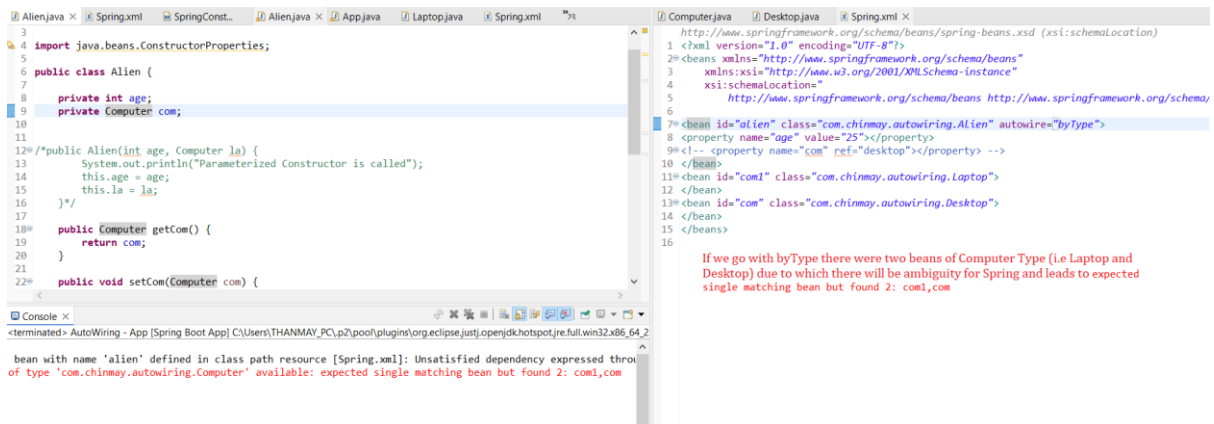 Alien.java × Spring.xml SpringConst... Alien.java × App.java Laptop.java Spring.xml
3
4 import java.beans.ConstructorProperties;
5
6 public class Alien {
7
8 private int age;
9 private Computer com;
10
11
12 /*public Alien(int age, Computer la) {
13 System.out.println("Parameterized Constructor is called");
14 this.age = age;
15 this.la = la;
16 }*/
17
18 public Computer getCom() {
19 return com;
20 }
21
22 public void setCom(Computer com) {
Console ×
<terminated> AutoWiring - App [Spring Boot App] C:\Users\THANMAY_PC\.p2\pool\plugins\org.eclipse.justj.openjdk.hotspot.jre.full.win32.x86_64_2
bean with name 'alien' defined in class path resource [Spring.xml]: Unsatisfied dependency expressed throu
of type 'com.chinmay.autowiring.Computer' available: expected single matching bean but found 2: com1,com
Computer.java Desktop.java Spring.xml ×
http://www.springframework.org/schema/beans/spring-beans.xsd (xsi:schemaLocation)
1 <?xml version="1.0" encoding="UTF-8"?>
2 <beans xmlns="http://www.springframework.org/schema/beans"
3 xmlns:xsi="http://www.w3.org/2001/XMLSchema-instance"
4 xsi:schemaLocation="
5 http://www.springframework.org/schema/beans http://www.springframework.org/schema/
6
7 <bean id="alien" class="com.chinmay.autowiring.Alien" autowire="byType">
8 <property name="age" value="25"></property>
9 <!-- <property name="com" ref="desktop"></property> -->
10 </bean>
11 <bean id="com1" class="com.chinmay.autowiring.Laptop">
12 </bean>
13 <bean id="com" class="com.chinmay.autowiring.Desktop">
14 </bean>
15 </beans>
16
If we go with byType there were two beans of Computer Type (i.e Laptop and
Desktop) due to which there will be ambiguity for Spring and leads to expected
single matching bean but found 2: com1,com